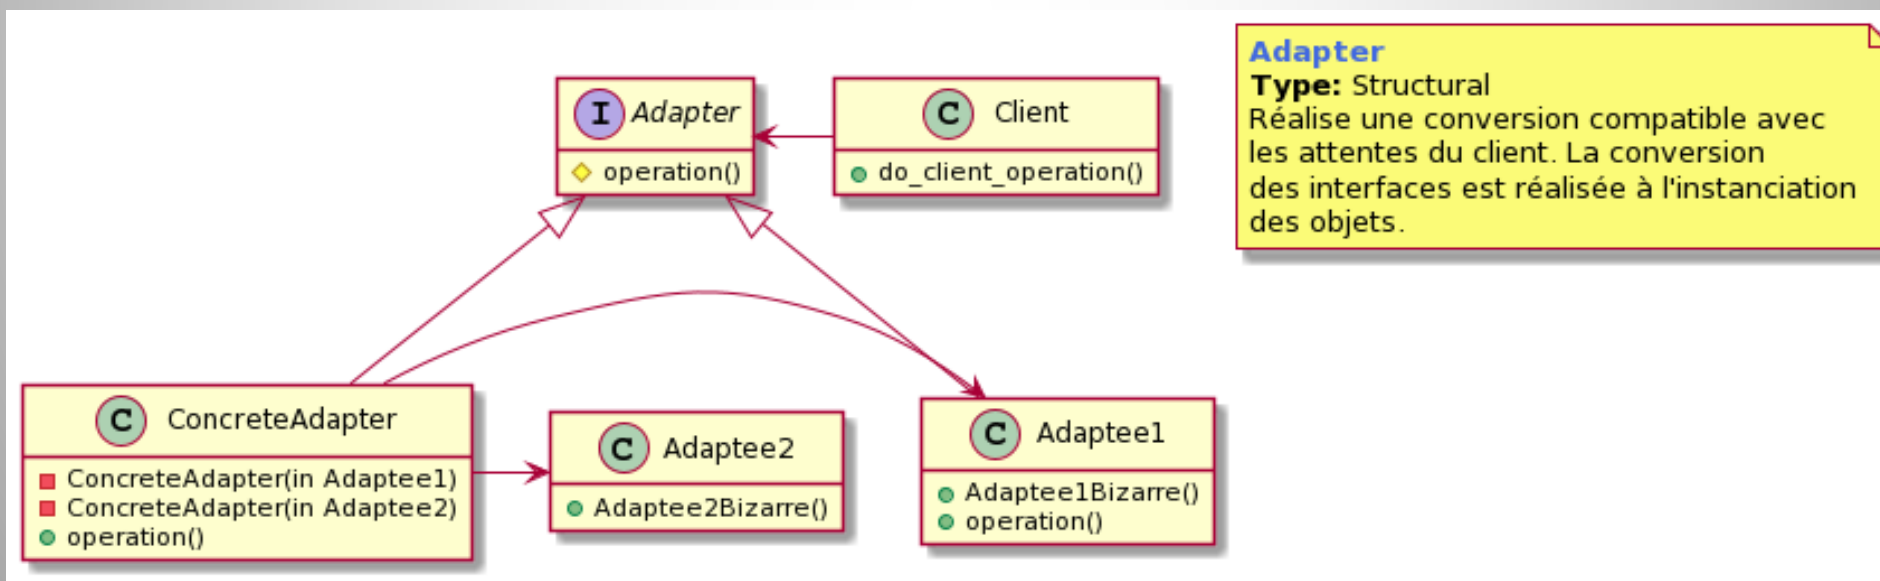 I Adapter
operation()
C Client
do_client_operation()
Adapter
Type: Structural
Réalise une conversion compatible avec
les attentes du client. La conversion
des interfaces est réalisée à l'instanciation
des objets.
C ConcreteAdapter
ConcreteAdapter(in Adaptee1)
ConcreteAdapter(in Adaptee2)
operation()
C Adaptee2
Adaptee2Bizarre()
C Adaptee1
Adaptee1Bizarre()
operation()